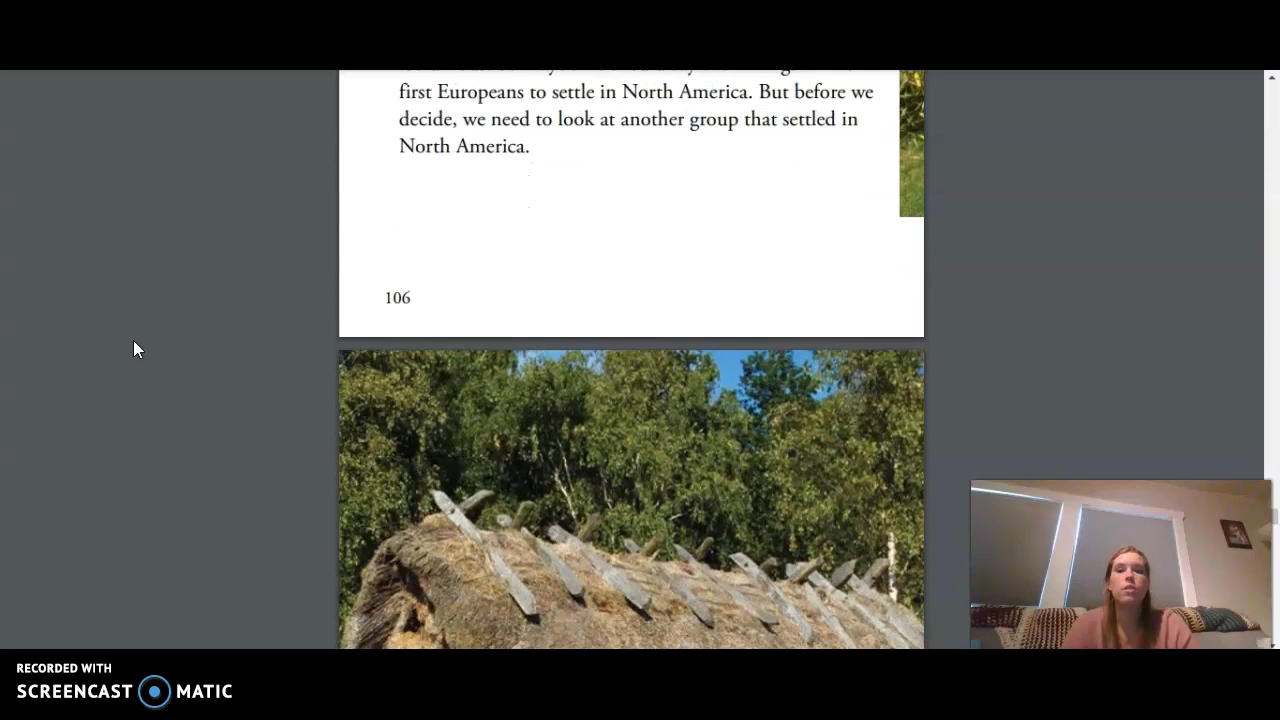 first Europeans to settle in North America. But before we
decide, we need to look at another group that settled in
North America.
106
RECORDED WITH
SCREENCAST MATIC